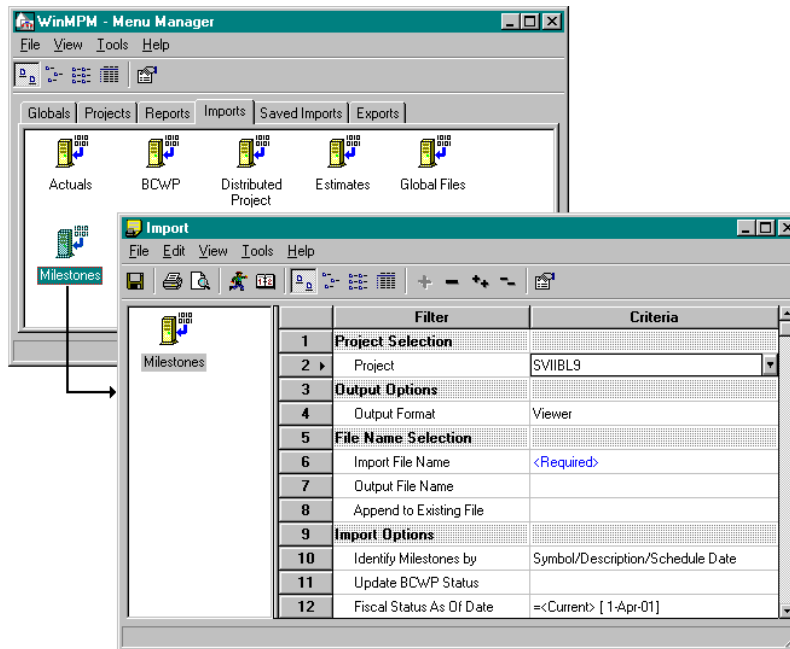 WinMPM - Menu Manager
File View Tools Help
Globals Projects Reports Imports Saved Imports Exports
Actuals BCWP Distributed Project Estimates Global Files
Milestones
Import
File Edit View Tools Help
Milestones
Filter Criteria
1 Project Selection
2 Project SVIIBL9
3 Output Options
4 Output Format Viewer
5 File Name Selection
6 Import File Name <Required>
7 Output File Name
8 Append to Existing File
9 Import Options
10 Identify Milestones by Symbol/Description/Schedule Date
11 Update BCWP Status
12 Fiscal Status As Of Date =<Current> [ 1-Apr-01]